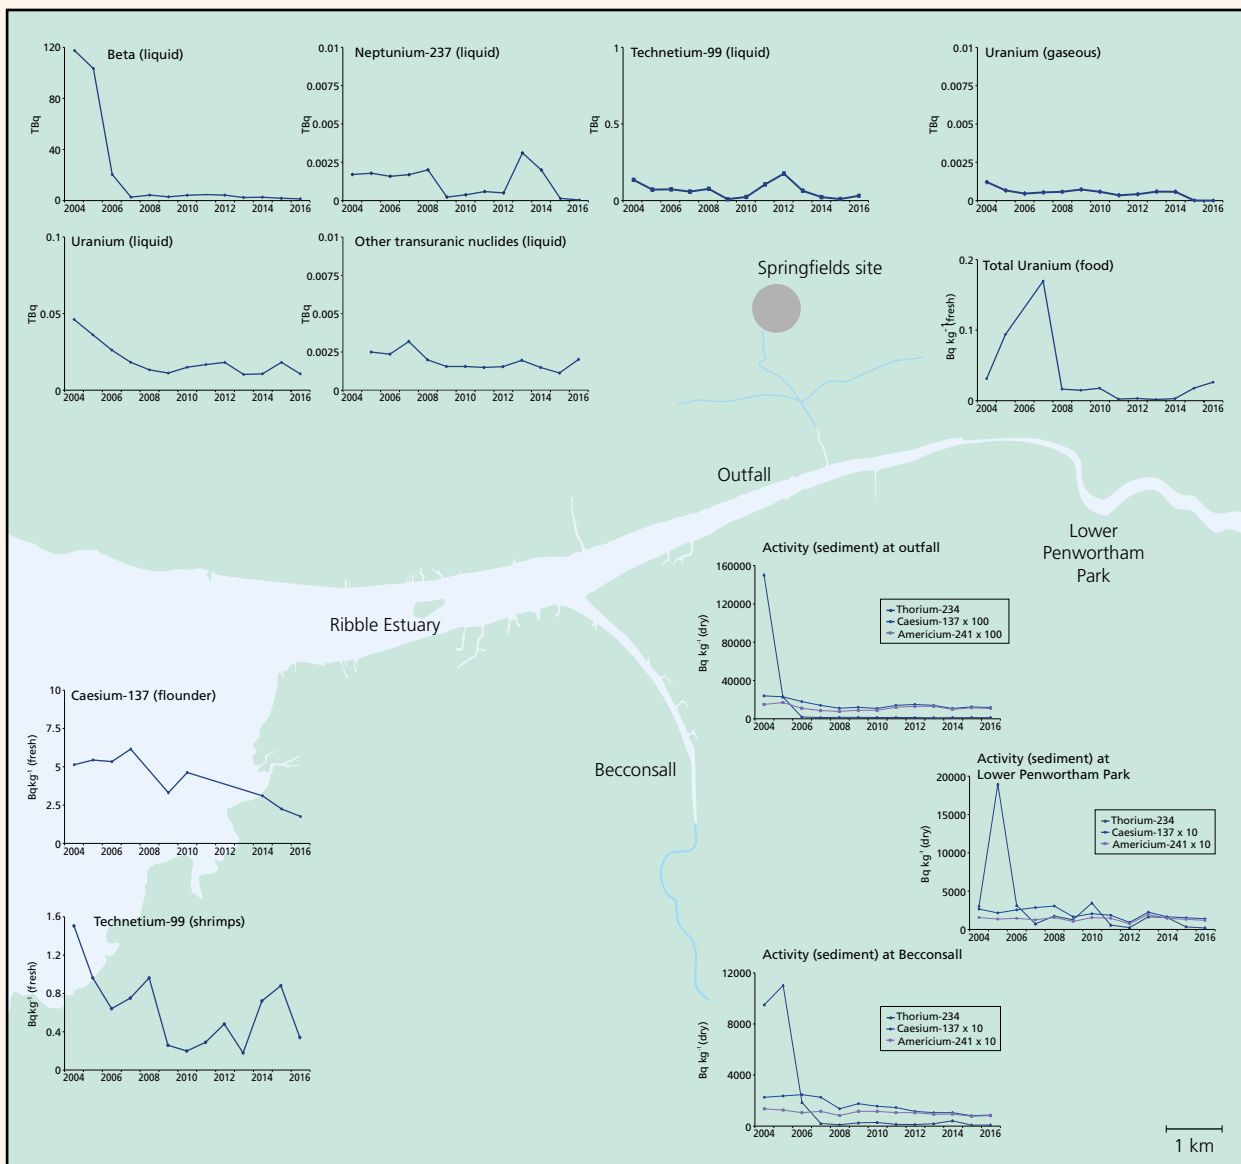 Beta (liquid)
120
80
40
0
TBq
2004 2006 2008 2010 2012 2014 2016
Neptunium-237 (liquid)
0.01
0.0075
0.005
0.0025
0
TBq
2004 2006 2008 2010 2012 2014 2016
Technetium-99 (liquid)
1
0.5
0
TBq
2004 2006 2008 2010 2012 2014 2016
Uranium (gaseous)
0.01
0.0075
0.005
0.0025
0
TBq
2004 2006 2008 2010 2012 2014 2016
Uranium (liquid)
0.1
0.05
0
TBq
2004 2006 2008 2010 2012 2014 2016
Other transuranic nuclides (liquid)
0.01
0.0075
0.005
0.0025
0
TBq
2004 2006 2008 2010 2012 2014 2016
Springfields site
Total Uranium (food)
0.2
0.1
0
Bq kg⁻¹ (fresh)
2004 2006 2008 2010 2012 2014 2016
Outfall
Lower
Penwortham
Park
Ribble Estuary
Becconsall
Activity (sediment) at outfall
160000
120000
80000
40000
0
Bq kg⁻¹ (dry)
Thorium-234
Caesium-137 x 100
Americium-241 x 100
2004 2006 2008 2010 2012 2014 2016
Caesium-137 (flounder)
10
7.5
5
2.5
0
Bqkg⁻¹ (fresh)
2004 2006 2008 2010 2012 2014 2016
Activity (sediment) at
Lower Penwortham Park
20000
15000
10000
5000
0
Bq kg⁻¹ (dry)
Thorium-234
Caesium-137 x 10
Americium-241 x 10
2004 2006 2008 2010 2012 2014 2016
Technetium-99 (shrimps)
1.6
1.2
0.8
0.4
0
Bqkg⁻¹ (fresh)
2004 2006 2008 2010 2012 2014 2016
Activity (sediment) at Becconsall
12000
8000
4000
0
Bq kg⁻¹ (dry)
Thorium-234
Caesium-137 x 10
Americium-241 x 10
2004 2006 2008 2010 2012 2014 2016
1 km